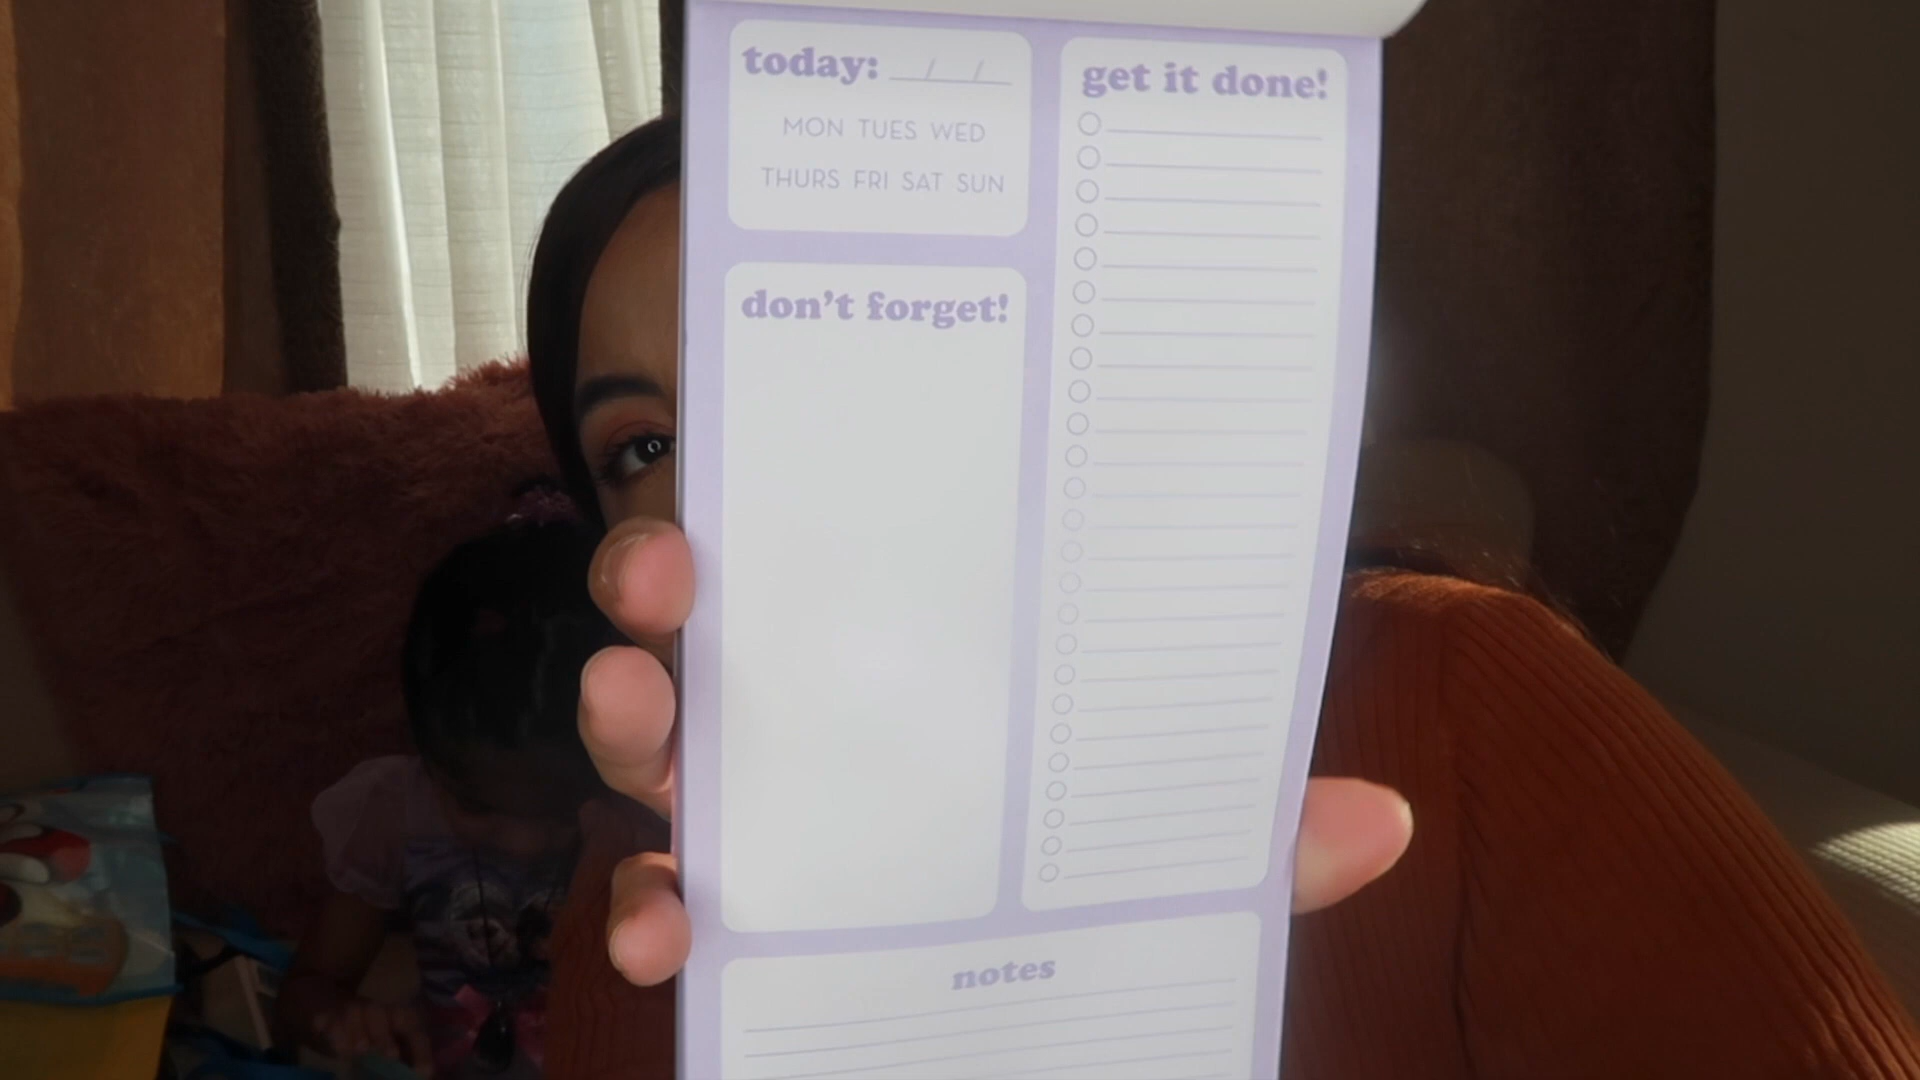 today: / /
MON TUES WED
THURS FRI SAT SUN
don't forget!
get it done!
notes